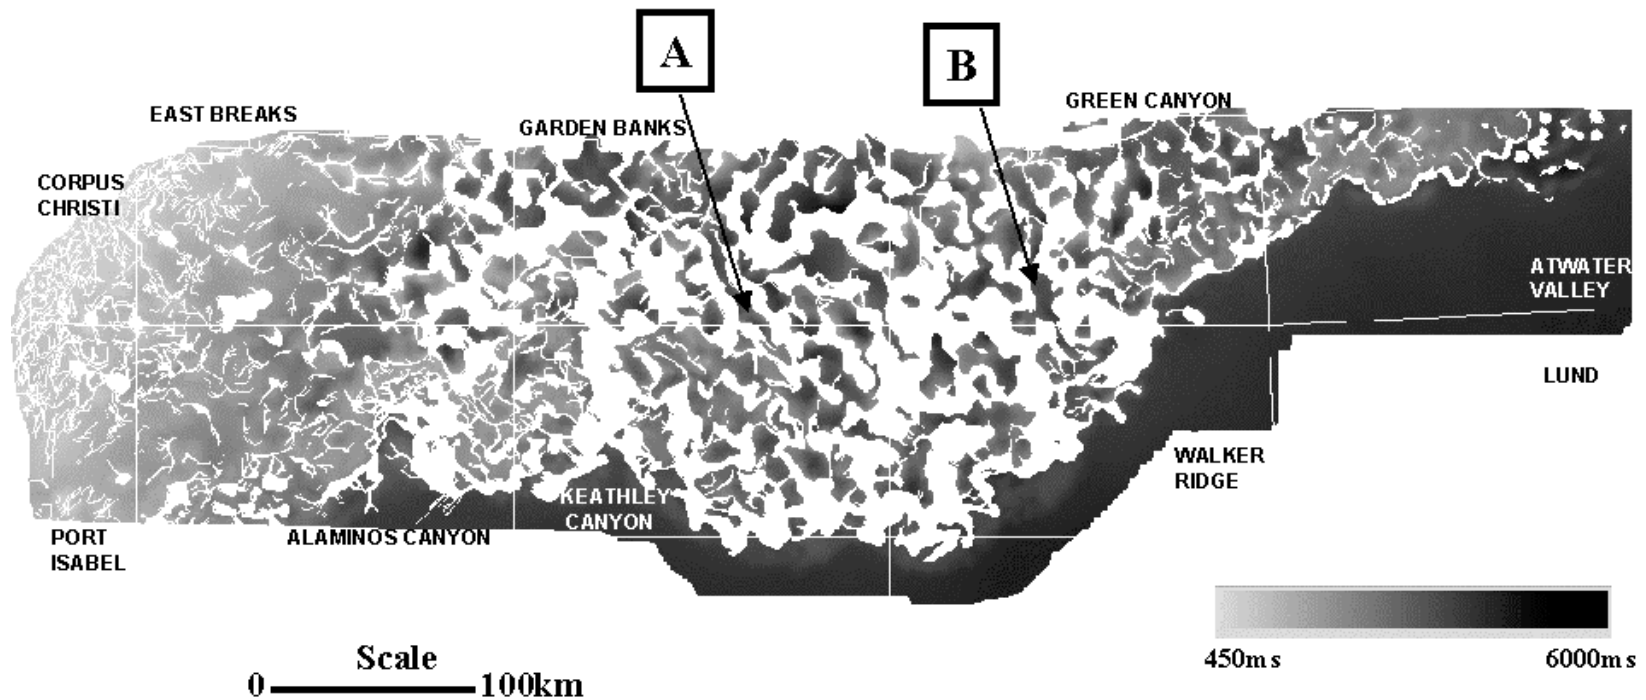 A
B
EAST BREAKS
GARDEN BANKS
GREEN CANYON
CORPUS
CHRISTI
ATWATER
VALLEY
LUND
WALKER
RIDGE
KEATHLEY
CANYON
PORT
ISABEL
ALAMINOS CANYON
Scale
0 100km
450ms 6000ms